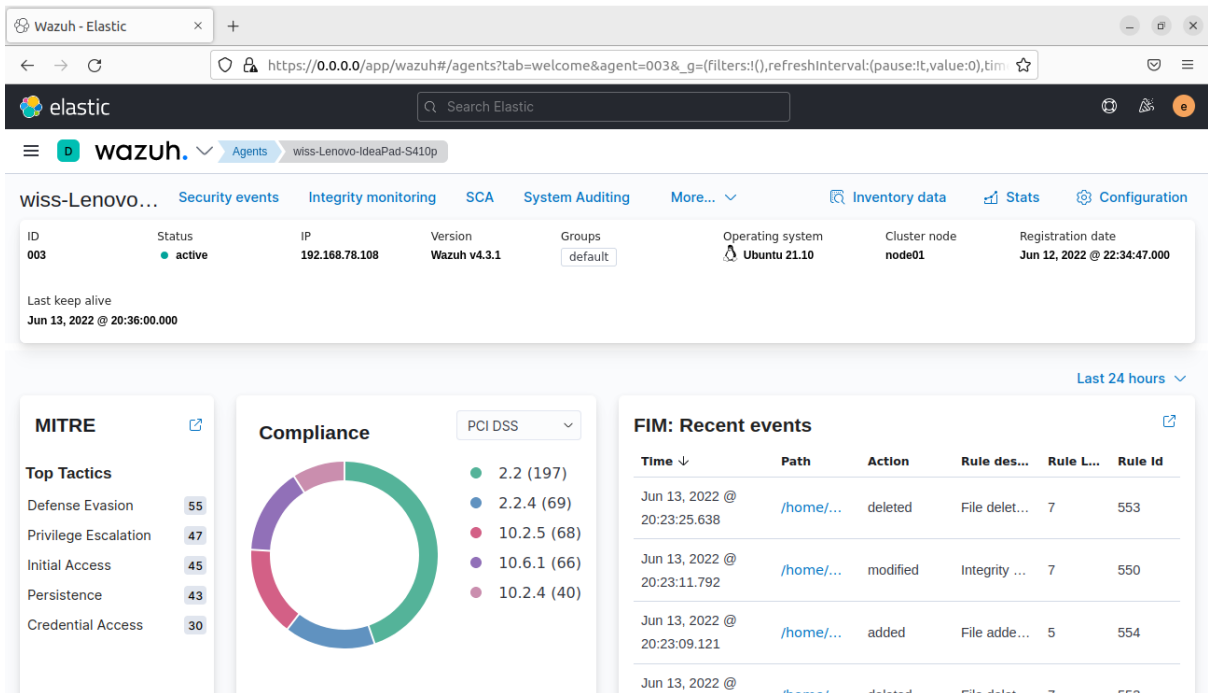 Wazuh - Elastic
https://0.0.0.0/app/wazuh#/agents?tab=welcome&agent=003&_g=(filters:!(),refreshInterval:(pause:!t,value:0),tim
elastic
Search Elastic
e
D wazuh. Agents wiss-Lenovo-IdeaPad-S410p
wiss-Lenovo... Security events Integrity monitoring SCA System Auditing More... Inventory data Stats Configuration
ID Status IP Version Groups Operating system Cluster node Registration date
003 active 192.168.78.108 Wazuh v4.3.1 default Ubuntu 21.10 node01 Jun 12, 2022 @ 22:34:47.000
Last keep alive
Jun 13, 2022 @ 20:36:00.000
Last 24 hours
MITRE
Top Tactics
Defense Evasion 55
Privilege Escalation 47
Initial Access 45
Persistence 43
Credential Access 30
Compliance
PCI DSS
2.2 (197)
2.2.4 (69)
10.2.5 (68)
10.6.1 (66)
10.2.4 (40)
FIM: Recent events
Time Path Action Rule des... Rule L... Rule Id
Jun 13, 2022 @
20:23:25.638 /home/... deleted File delet... 7 553
Jun 13, 2022 @
20:23:11.792 /home/... modified Integrity ... 7 550
Jun 13, 2022 @
20:23:09.121 /home/... added File adde... 5 554
Jun 13, 2022 @